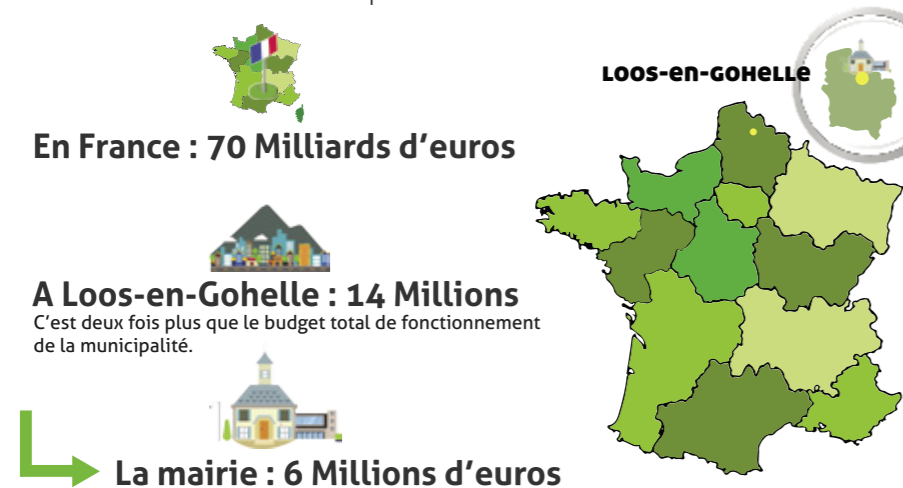 LOOS-en-GOHELLE
En France : 70 Milliards d'euros
A Loos-en-Gohelle : 14 Millions
C'est deux fois plus que le budget total de fonctionnement
de la municipalité.
La mairie : 6 Millions d'euros